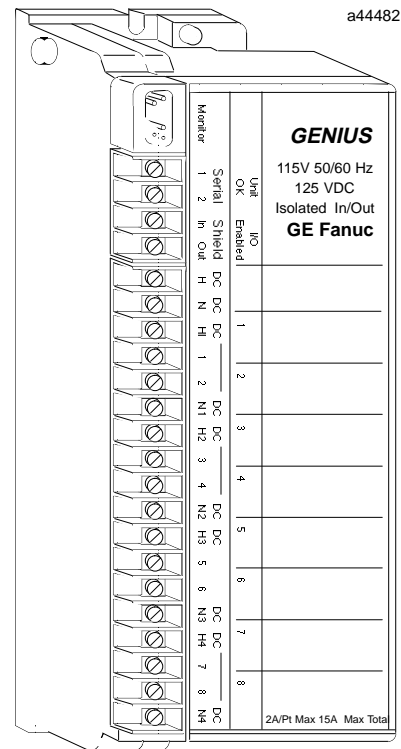 a44482
GENIUS
115V 50/60 Hz
125 VDC
Isolated In/Out
GE Fanuc
Monitor
Serial
1
2
Shield
In
Out
Unit
OK
I/O
Enabled
H DC
N DC
HI DC
1
2
N1 DC
H2 DC
3
4
N2 DC
H3 DC
5
6
N3 DC
H4 DC
7
8
N4 DC
1
2
3
4
5
6
7
8
2A/Pt Max 15A Max Total